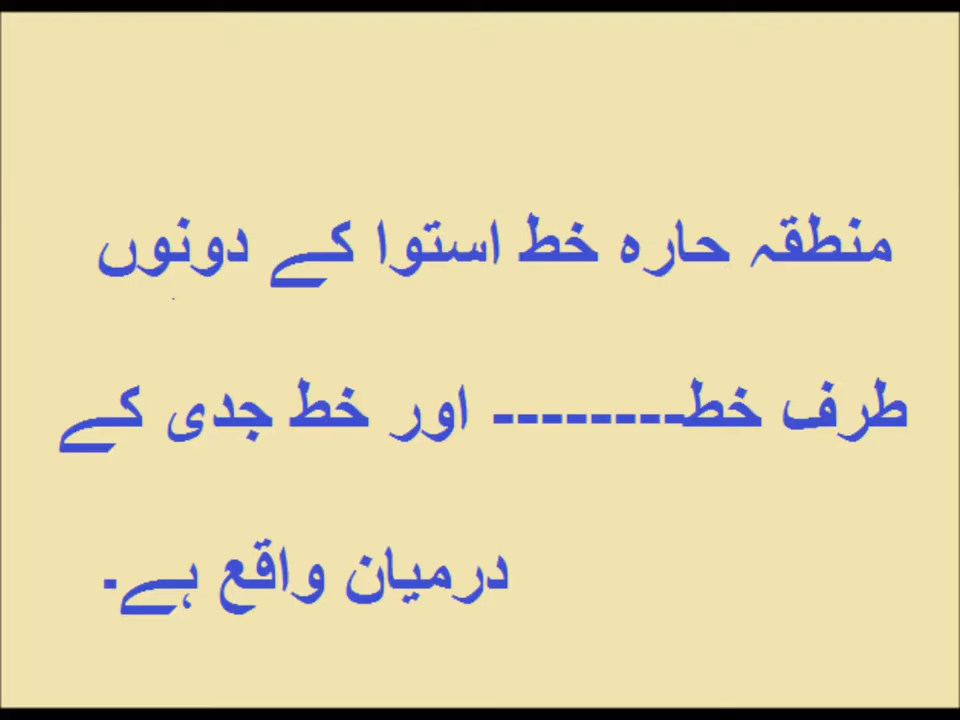 منطقہ حارہ خط استوا کے دونوں
طرف خط-------- اور خط جدی کے
درمیان واقع ہے۔